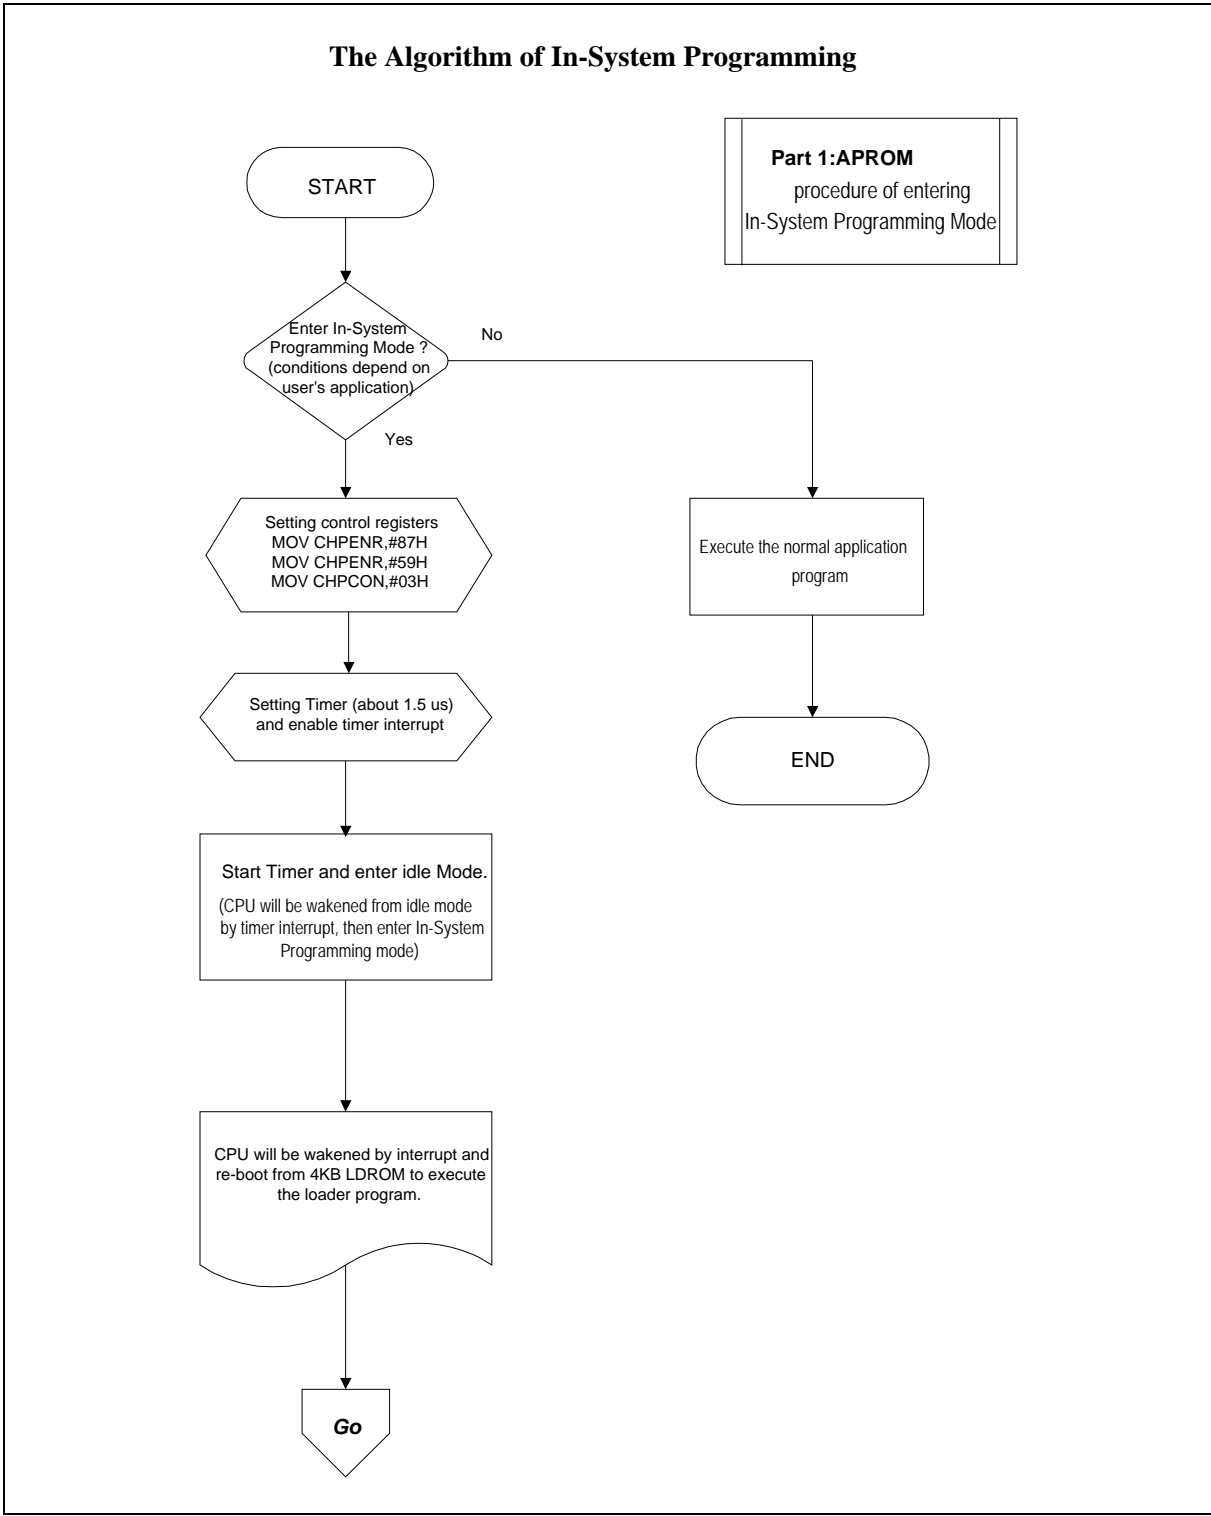 The Algorithm of In-System Programming
Part 1:APROM
procedure of entering
In-System Programming Mode
START
Enter In-System
Programming Mode ?
(conditions depend on
user's application)
No
Yes
Setting control registers
MOV CHPENR,#87H
MOV CHPENR,#59H
MOV CHPCON,#03H
Execute the normal application
program
Setting Timer (about 1.5 us)
and enable timer interrupt
END
Start Timer and enter idle Mode.
(CPU will be wakened from idle mode
by timer interrupt, then enter In-System
Programming mode)
CPU will be wakened by interrupt and
re-boot from 4KB LDROM to execute
the loader program.
Go